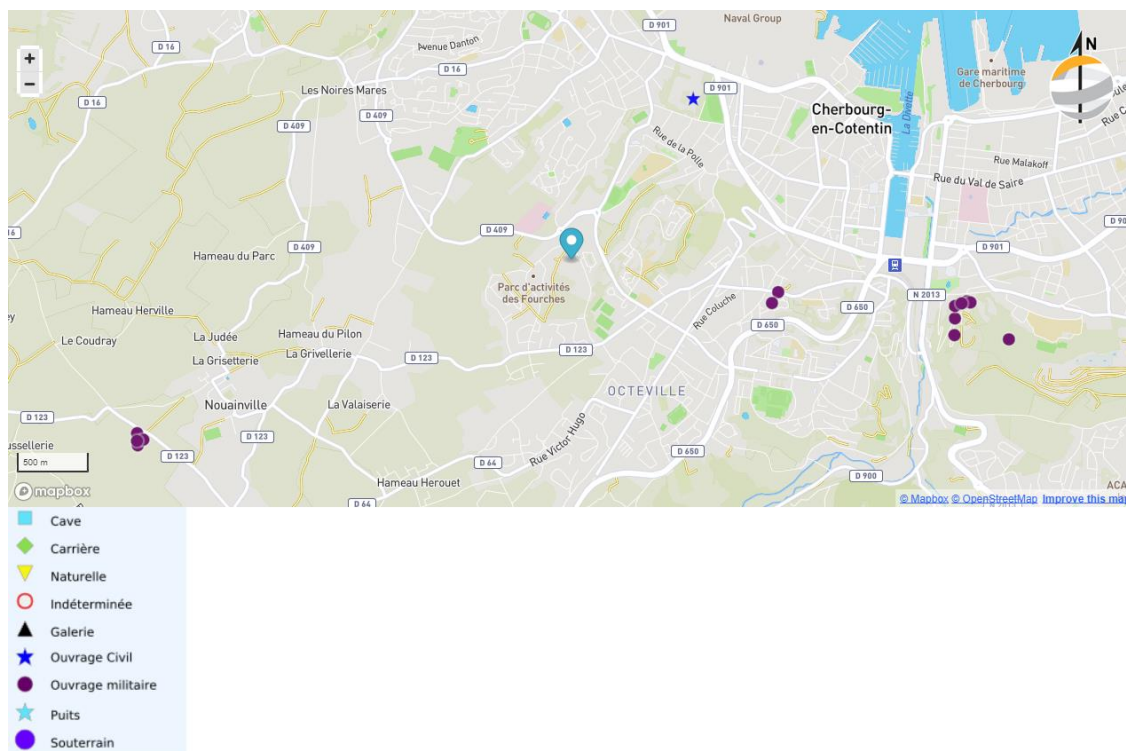 Naval Group
D 901
D 16
Avenue Danton
+
N
D 16
Gare maritime
de Cherbourg
−
Les Noires Mares
D 901
D 16
Cherbourg-
en-Cotentin
La Divette
D 409
D 409
Rue de la Polle
Rue Malakoff
Rue du Val de Saire
D 409
D 901
Hameau du Parc
Parc d'activités
des Fourches
N 2013
Hameau Herville
Rue Coluche
D 650
D 650
Le Coudray
La Judée
Hameau du Pilon
La Grisetterie
La Grivellerie
D 123
D 123
OCTEVILLE
Nouainville
La Valaiserie
D 123
D 123
Rue Victor Hugo
D 123
D 650
500 m
D 64
mapbox
Hameau Herouet
D 900
D 64
© Mapbox © OpenStreetMap Improve this map
Cave
Carrière
Naturelle
Indéterminée
Galerie
Ouvrage Civil
Ouvrage militaire
Puits
Souterrain